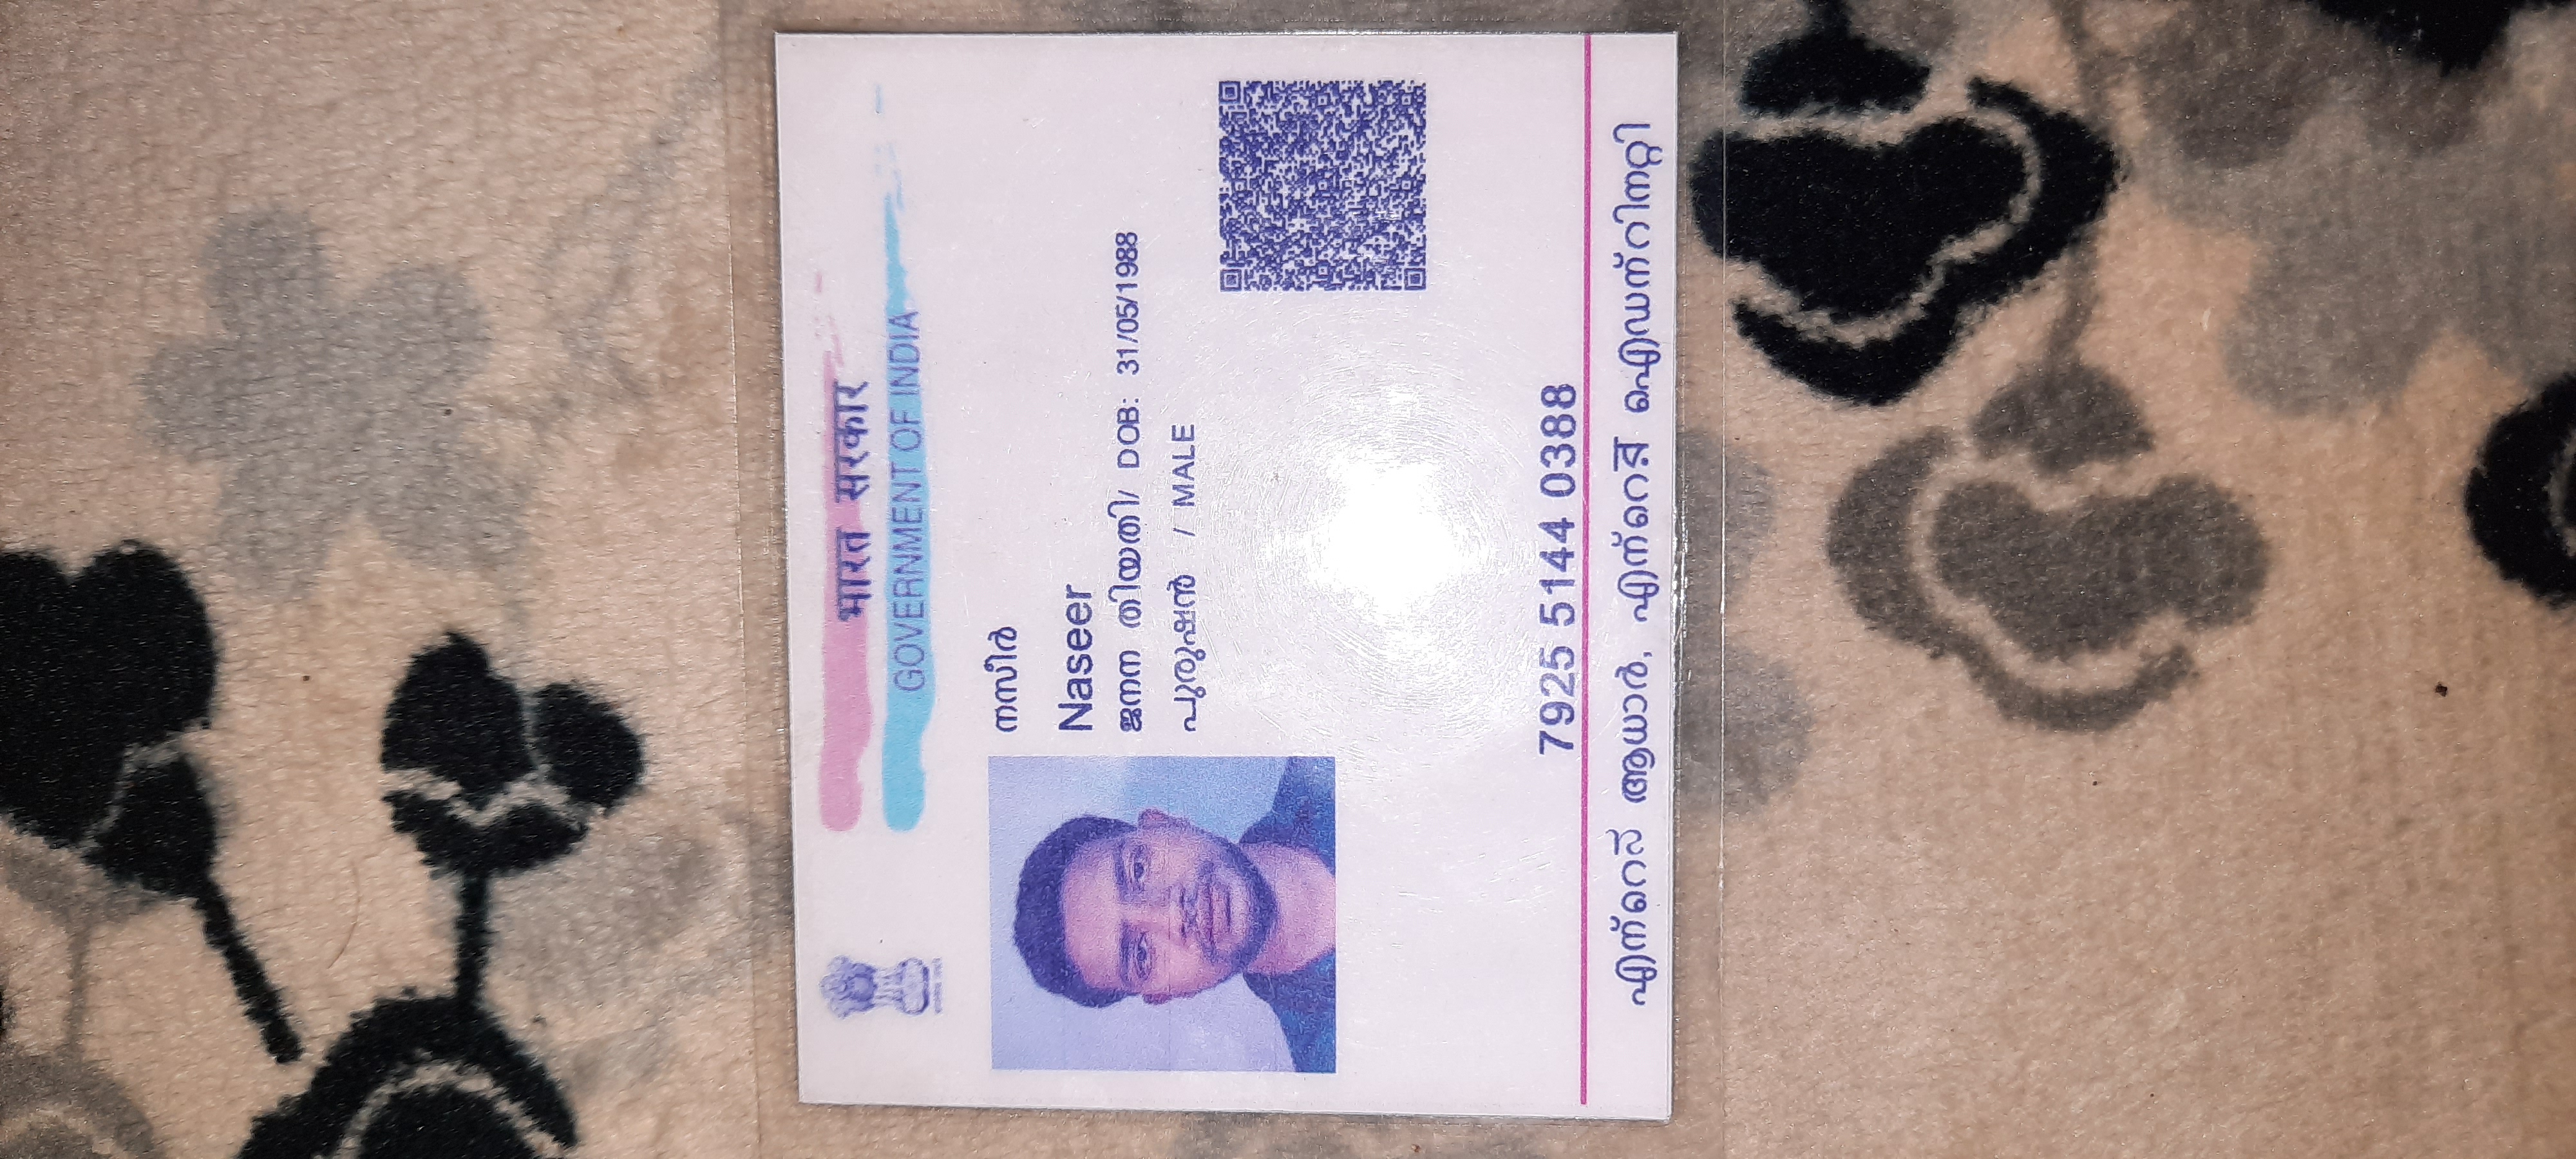 भारत सरकार
GOVERNMENT OF INDIA
നസീർ
Naseer
ജനന തിയതി/ DOB: 31/05/1988
പുരുഷൻ / MALE
7925 5144 0388
എന്റെ ആധാർ, എന്റെ ഐഡന്റിറ്റി